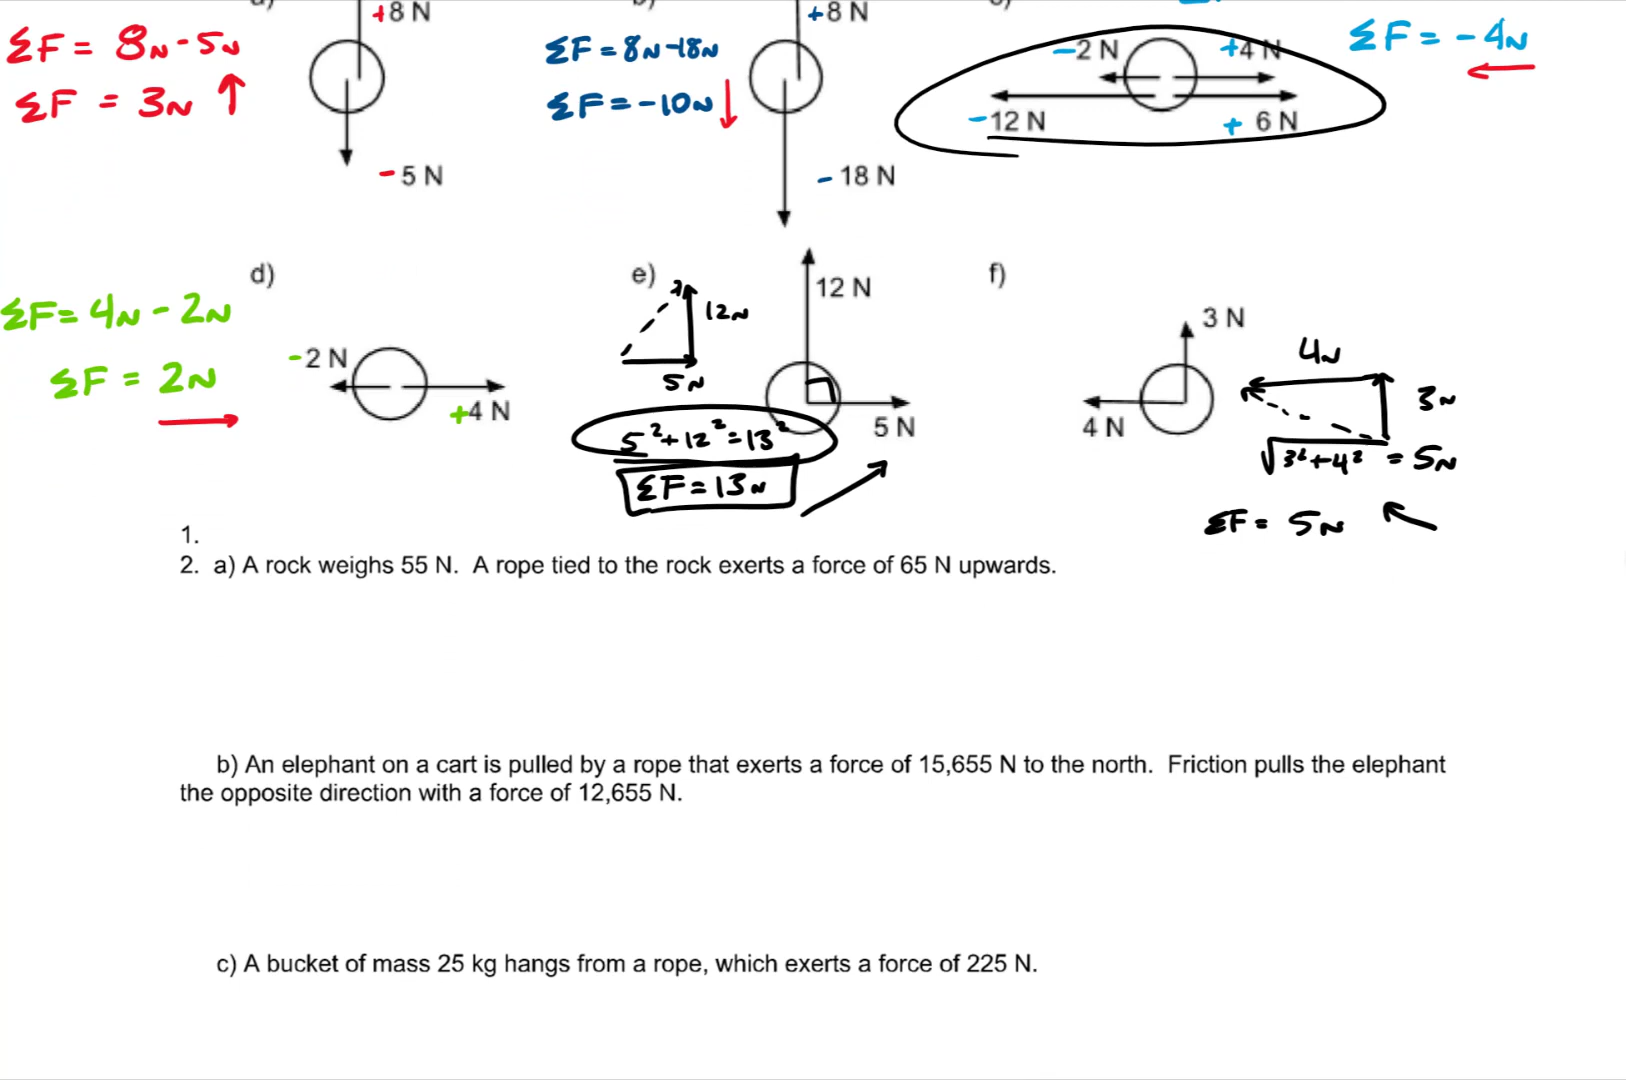 +8 N
+8 N
ΣF = 8N - 5N
ΣF = 3N ↑
- 5 N
ΣF = 8N - 18N
ΣF = -10N ↓
- 18 N
-2 N
+4 N
-12 N
+ 6 N
ΣF = - 4N
d)
ΣF = 4N - 2N
ΣF = 2N
-2 N
+4 N
e)
12N
5N
12 N
5 N
5² + 12² = 13²
ΣF = 13N
f)
3 N
4 N
4N
3N
√3² + 4² = 5N
ΣF = 5N
1.
2. a) A rock weighs 55 N. A rope tied to the rock exerts a force of 65 N upwards.
b) An elephant on a cart is pulled by a rope that exerts a force of 15,655 N to the north. Friction pulls the elephant
the opposite direction with a force of 12,655 N.
c) A bucket of mass 25 kg hangs from a rope, which exerts a force of 225 N.